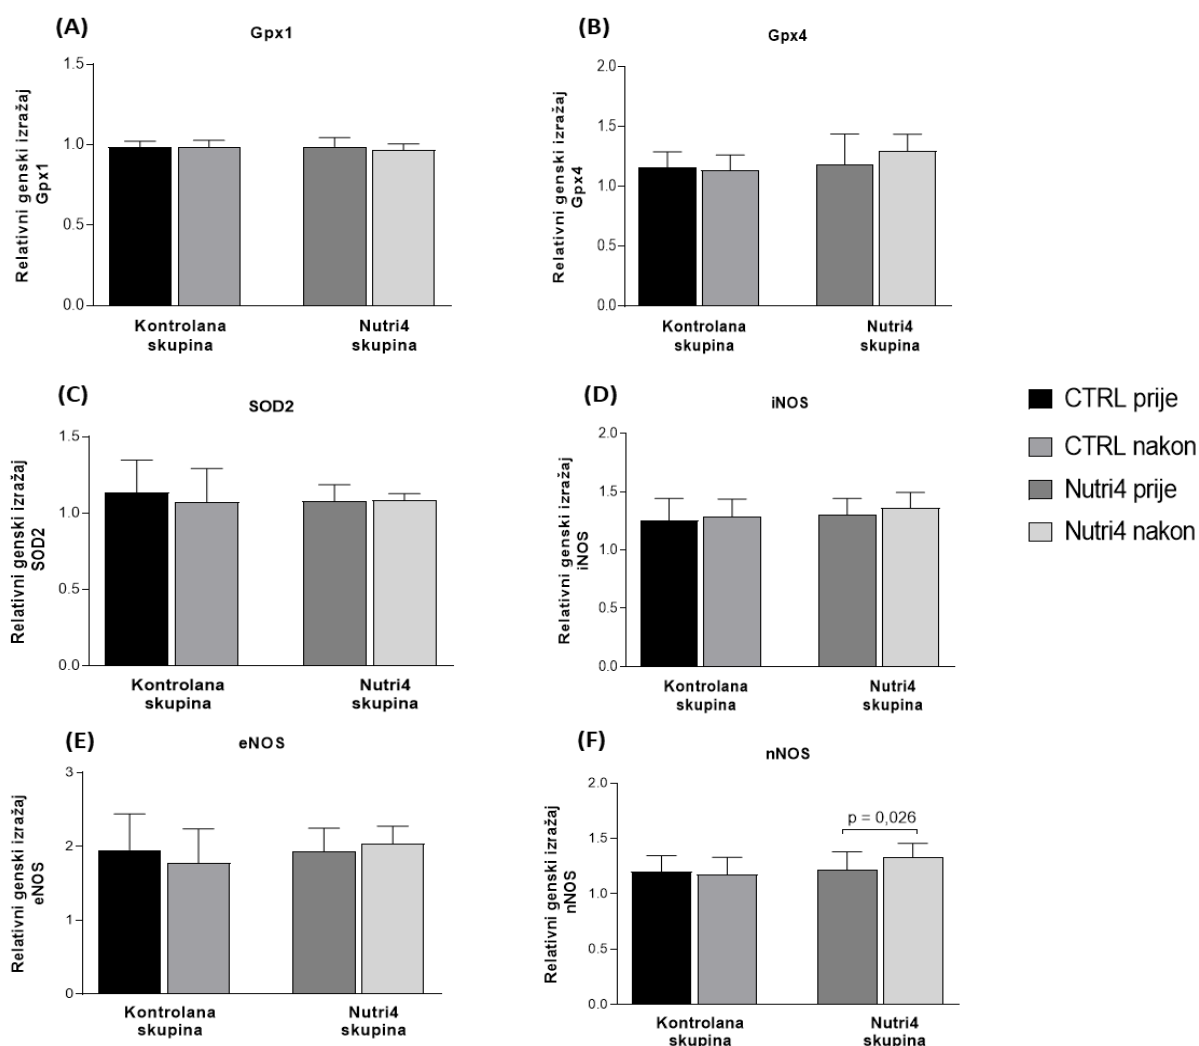 (A)
Gpx1
Relativni genski izražaj
Gpx1
1.5
1.0
0.5
0.0
Kontrolana
skupina
Nutri4
skupina
(B)
Gpx4
Relativni genski izražaj
Gpx4
2.0
1.5
1.0
0.5
0.0
Kontrolana
skupina
Nutri4
skupina
(C)
SOD2
Relativni genski izražaj
SOD2
1.5
1.0
0.5
0.0
Kontrolana
skupina
Nutri4
skupina
(D)
iNOS
Relativni genski izražaj
iNOS
2.0
1.5
1.0
0.5
0.0
Kontrolana
skupina
Nutri4
skupina
CTRL prije
CTRL nakon
Nutri4 prije
Nutri4 nakon
(E)
eNOS
Relativni genski izražaj
eNOS
3
2
1
0
Kontrolana
skupina
Nutri4
skupina
(F)
nNOS
Relativni genski izražaj
nNOS
2.0
1.5
1.0
0.5
0.0
p = 0,026
Kontrolana
skupina
Nutri4
skupina